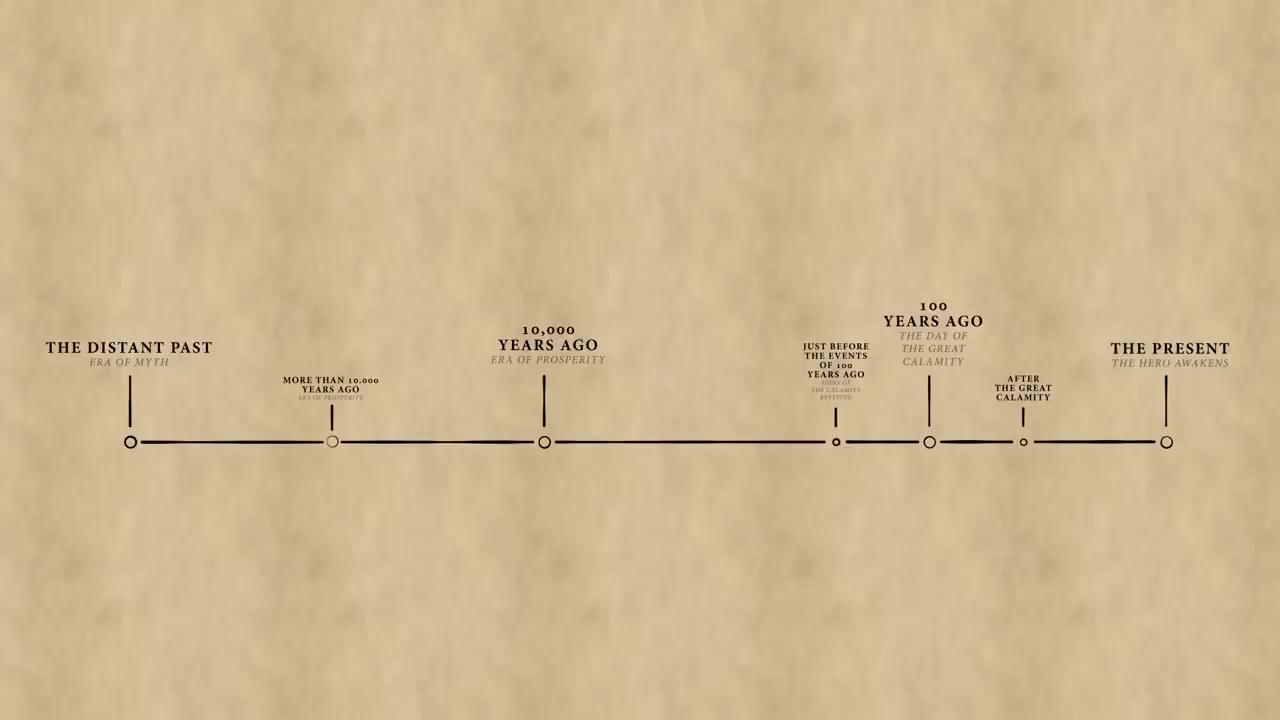 THE DISTANT PAST
ERA OF MYTH
MORE THAN 10.000
YEARS AGO
ERA OF PROSPERITY
10,000
YEARS AGO
ERA OF PROSPERITY
JUST BEFORE
THE EVENTS
OF 100
YEARS AGO
SIGNS OF
THE CALAMITY
REVIVING
100
YEARS AGO
THE DAY OF
THE GREAT
CALAMITY
AFTER
THE GREAT
CALAMITY
THE PRESENT
THE HERO AWAKENS